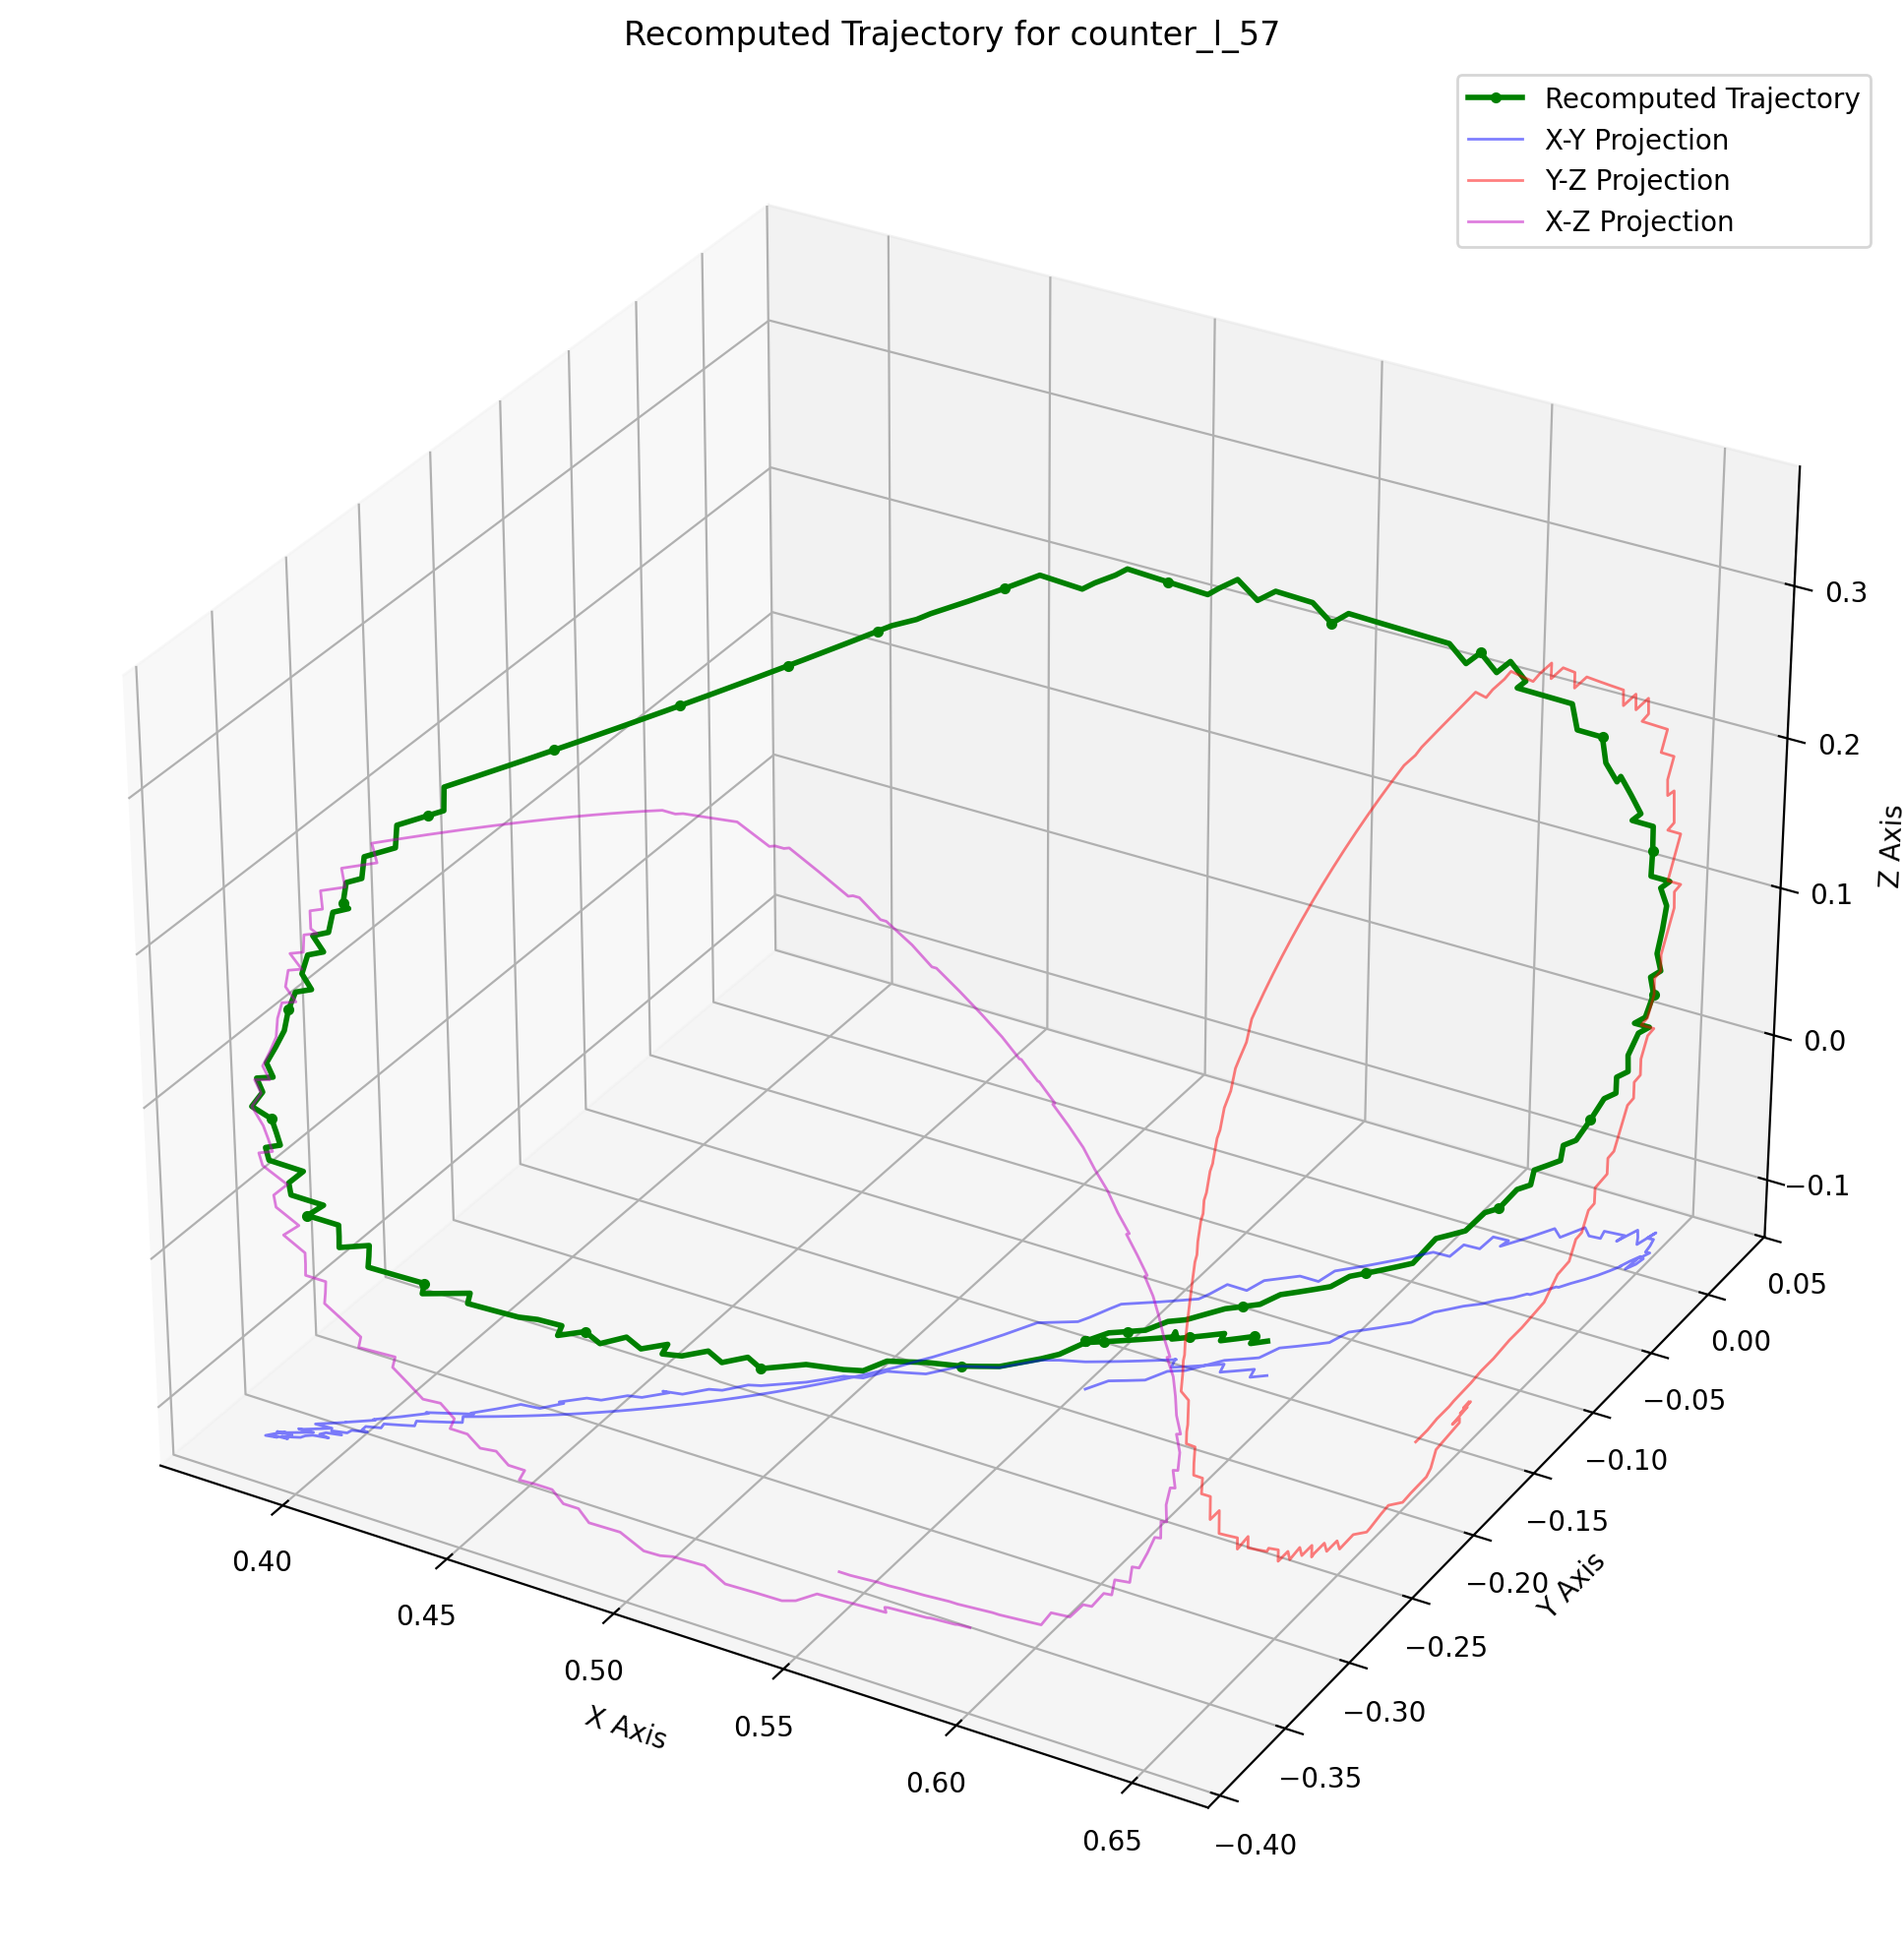 Recomputed Trajectory for counter_l_57
Recomputed Trajectory
X-Y Projection
Y-Z Projection
X-Z Projection
0.3
0.2
0.1
0.0
−0.1
Z Axis
0.05
0.00
−0.05
−0.10
−0.15
−0.20
−0.25
−0.30
−0.35
−0.40
Y Axis
0.40
0.45
0.50
0.55
0.60
0.65
X Axis